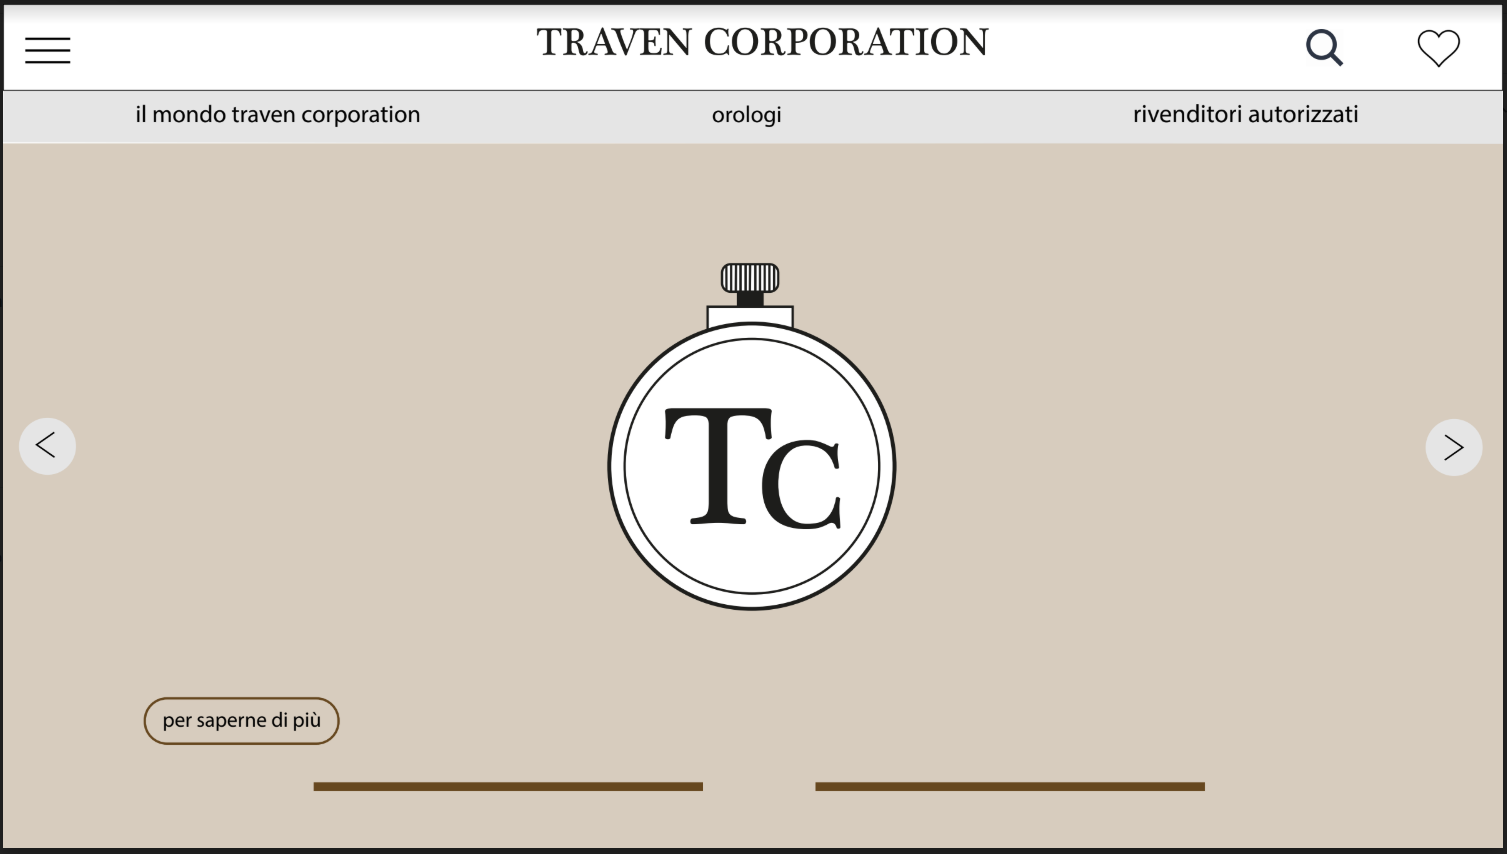 TRAVEN CORPORATION
il mondo traven corporation
orologi
rivenditori autorizzati
TC
per saperne di più